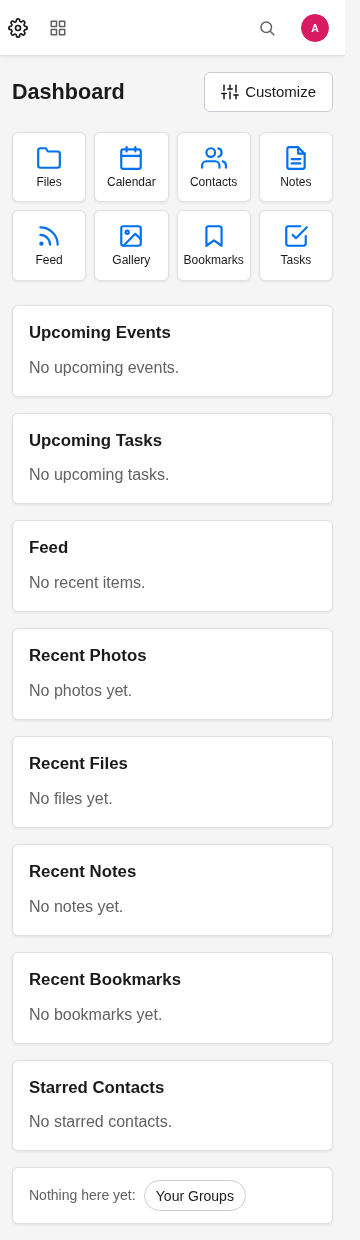 A
Dashboard
Customize
Files
Calendar
Contacts
Notes
Feed
Gallery
Bookmarks
Tasks
Upcoming Events
No upcoming events.
Upcoming Tasks
No upcoming tasks.
Feed
No recent items.
Recent Photos
No photos yet.
Recent Files
No files yet.
Recent Notes
No notes yet.
Recent Bookmarks
No bookmarks yet.
Starred Contacts
No starred contacts.
Nothing here yet: Your Groups